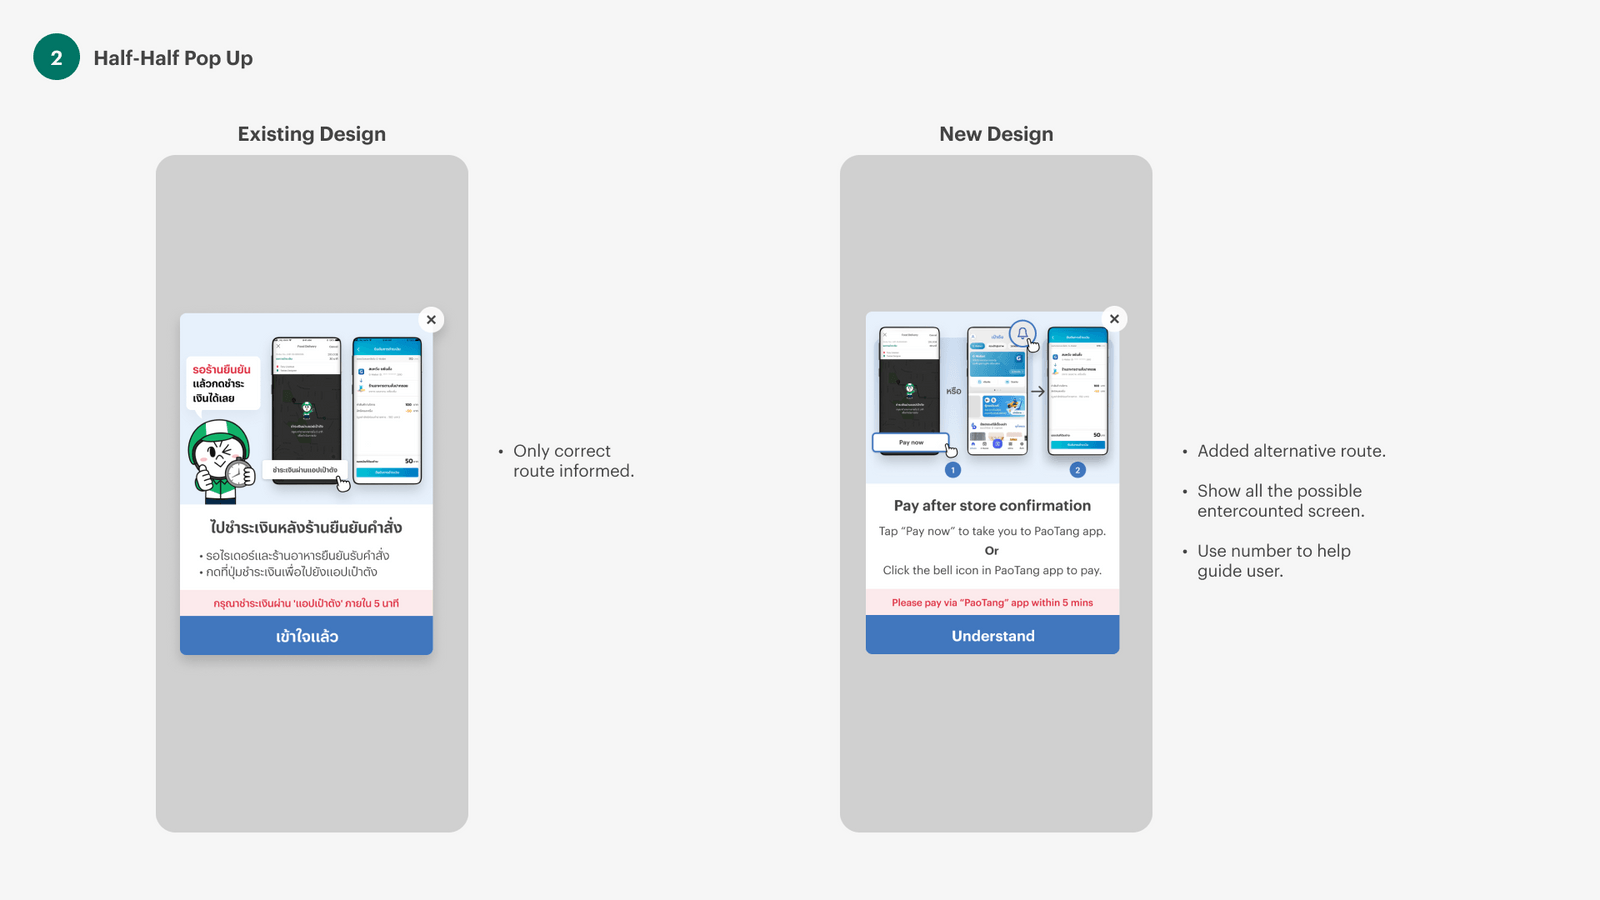 2
Half-Half Pop Up
Existing Design
รอร้านยืนยัน
แล้วกดชำระ
เงินได้เลย
Food Delivery
ชำระเงินผ่านแอปเป๋าตัง
50
ไปชำระเงินหลังร้านยืนยันคำสั่ง
• รอไรเดอร์และร้านอาหารยืนยันรับคำสั่ง
• กดที่ปุ่มชำระเงินเพื่อไปยังแอปเป๋าตัง
กรุณาชำระเงินผ่าน 'แอปเป๋าตัง' ภายใน 5 นาที
เข้าใจแล้ว
• Only correct
route informed.
New Design
หรือ
Pay now
50
1
2
Pay after store confirmation
Tap “Pay now” to take you to PaoTang app.
Or
Click the bell icon in PaoTang app to pay.
Please pay via “PaoTang” app within 5 mins
Understand
• Added alternative route.
• Show all the possible
entercounted screen.
• Use number to help
guide user.